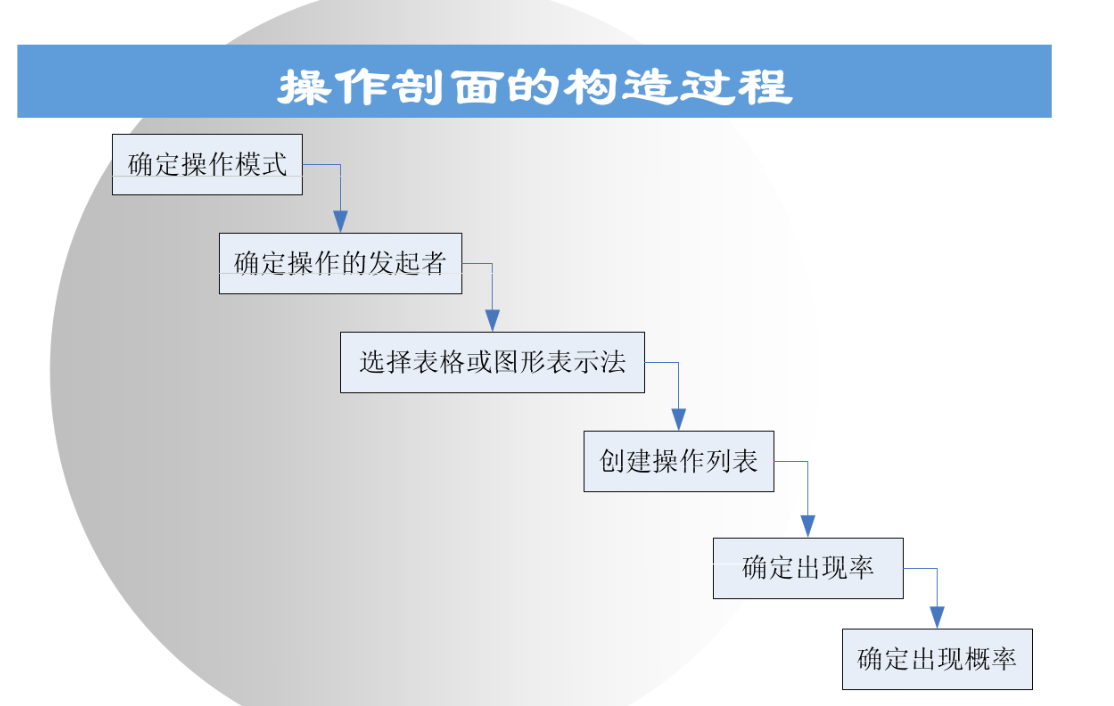 操作剖面的构造过程
确定操作模式
确定操作的发起者
选择表格或图形表示法
创建操作列表
确定出现率
确定出现概率